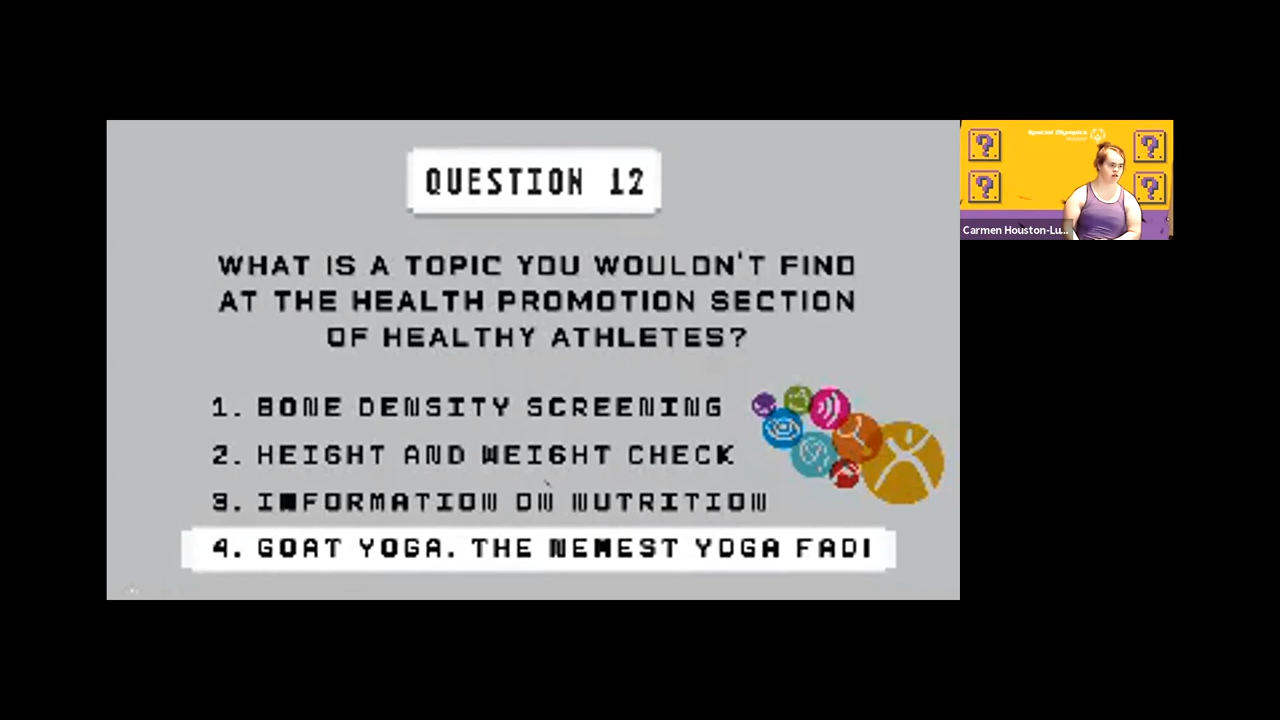 QUESTION 12
WHAT IS A TOPIC YOU WOULDN'T FIND
AT THE HEALTH PROMOTION SECTION
OF HEALTHY ATHLETES?
1. BONE DENSITY SCREENING
2. HEIGHT AND WEIGHT CHECK
3. INFORMATION ON NUTRITION
4. GOAT YOGA. THE NEWEST YOGA FAD!
Special Olympics
Carmen Houston-Lu...